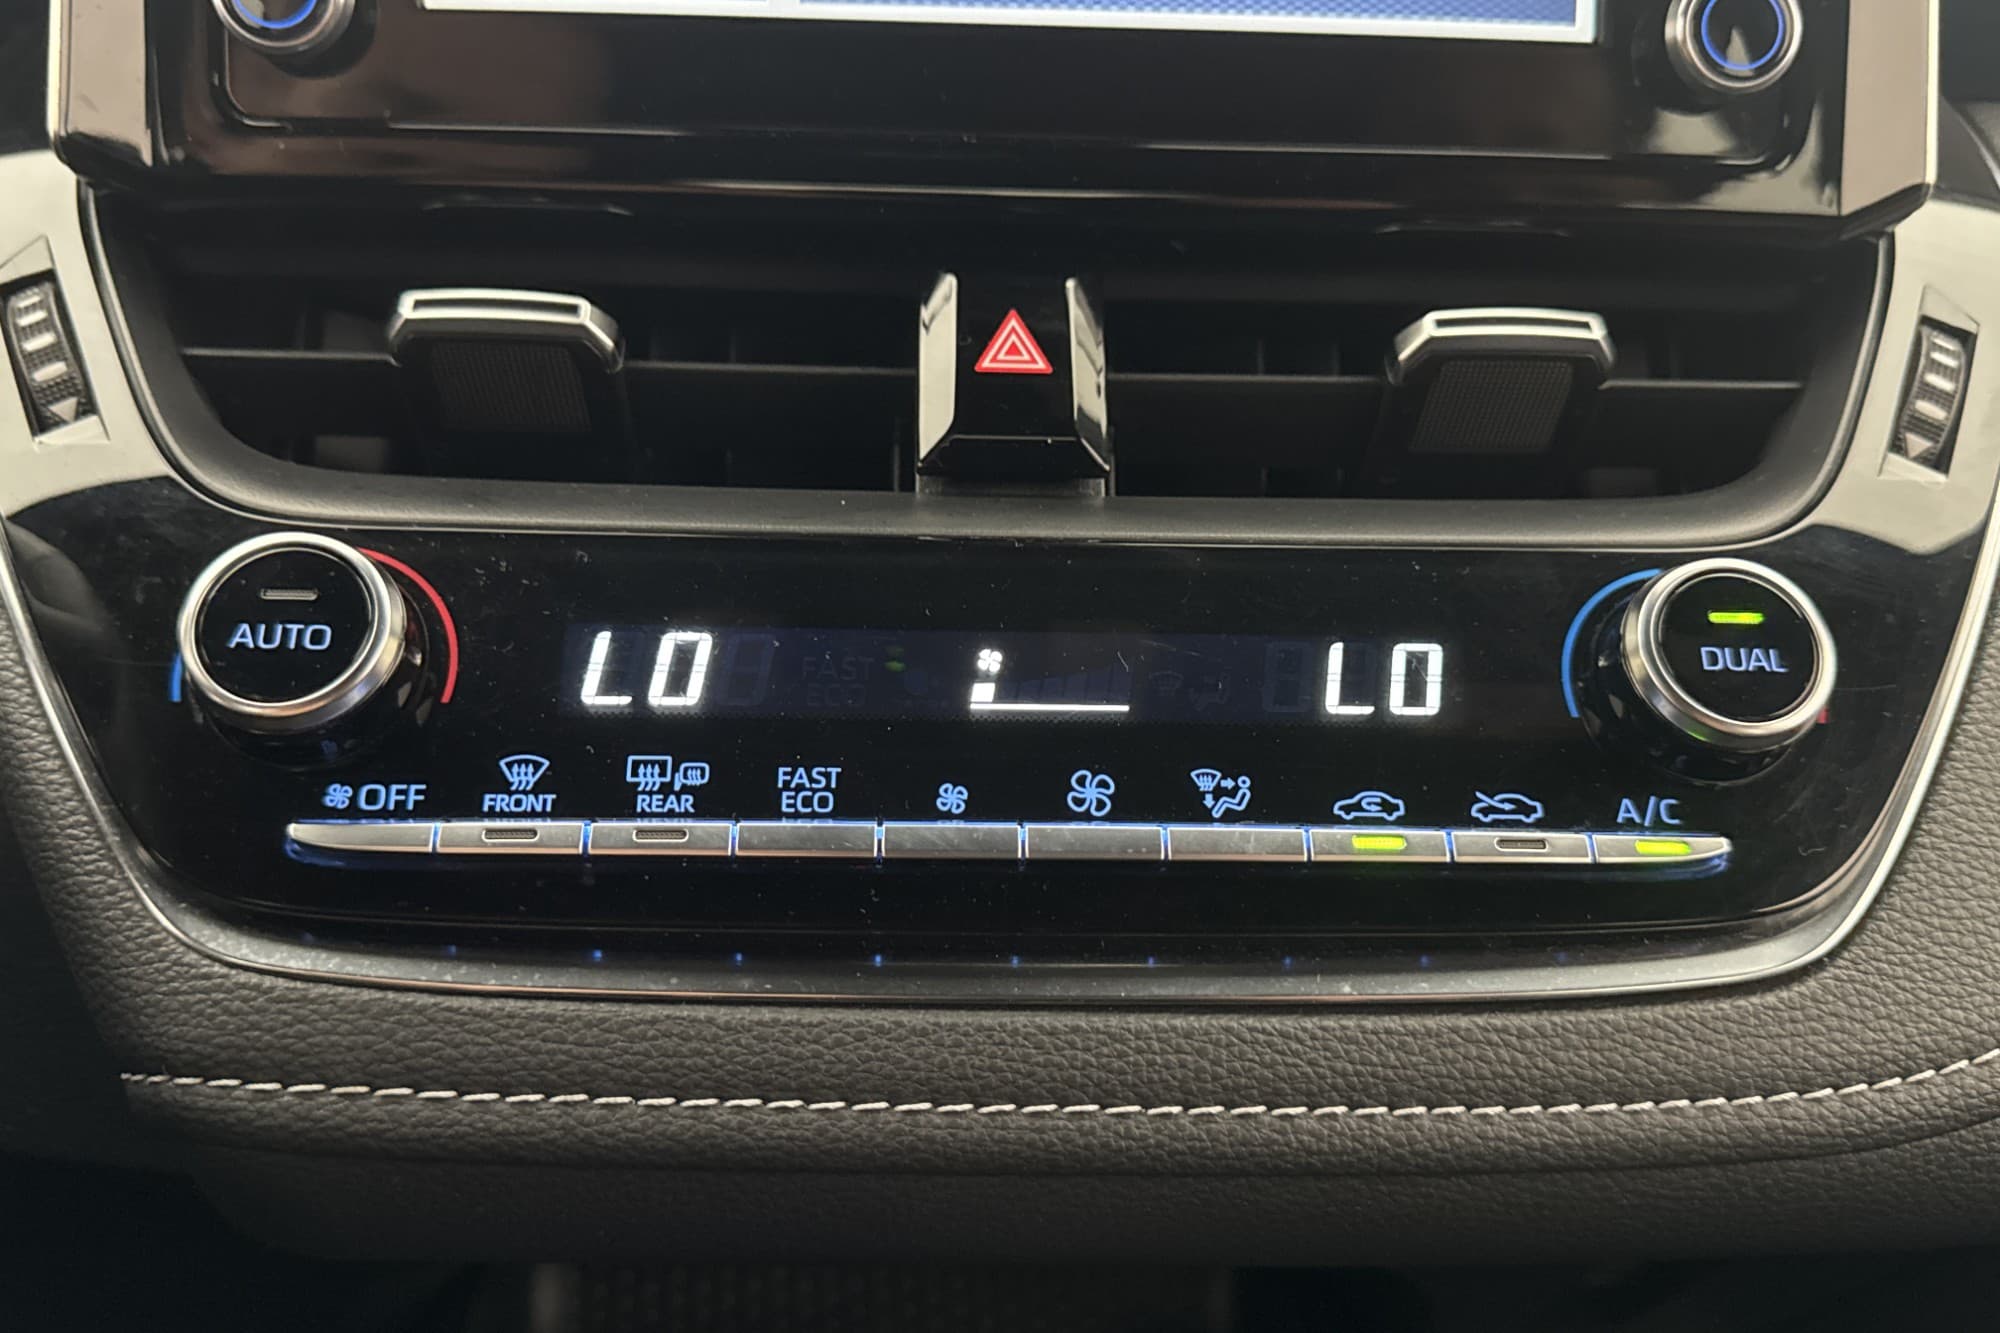 AUTO
LO
FAST
ECO
LO
DUAL
OFF
FRONT
REAR
FAST
ECO
A/C